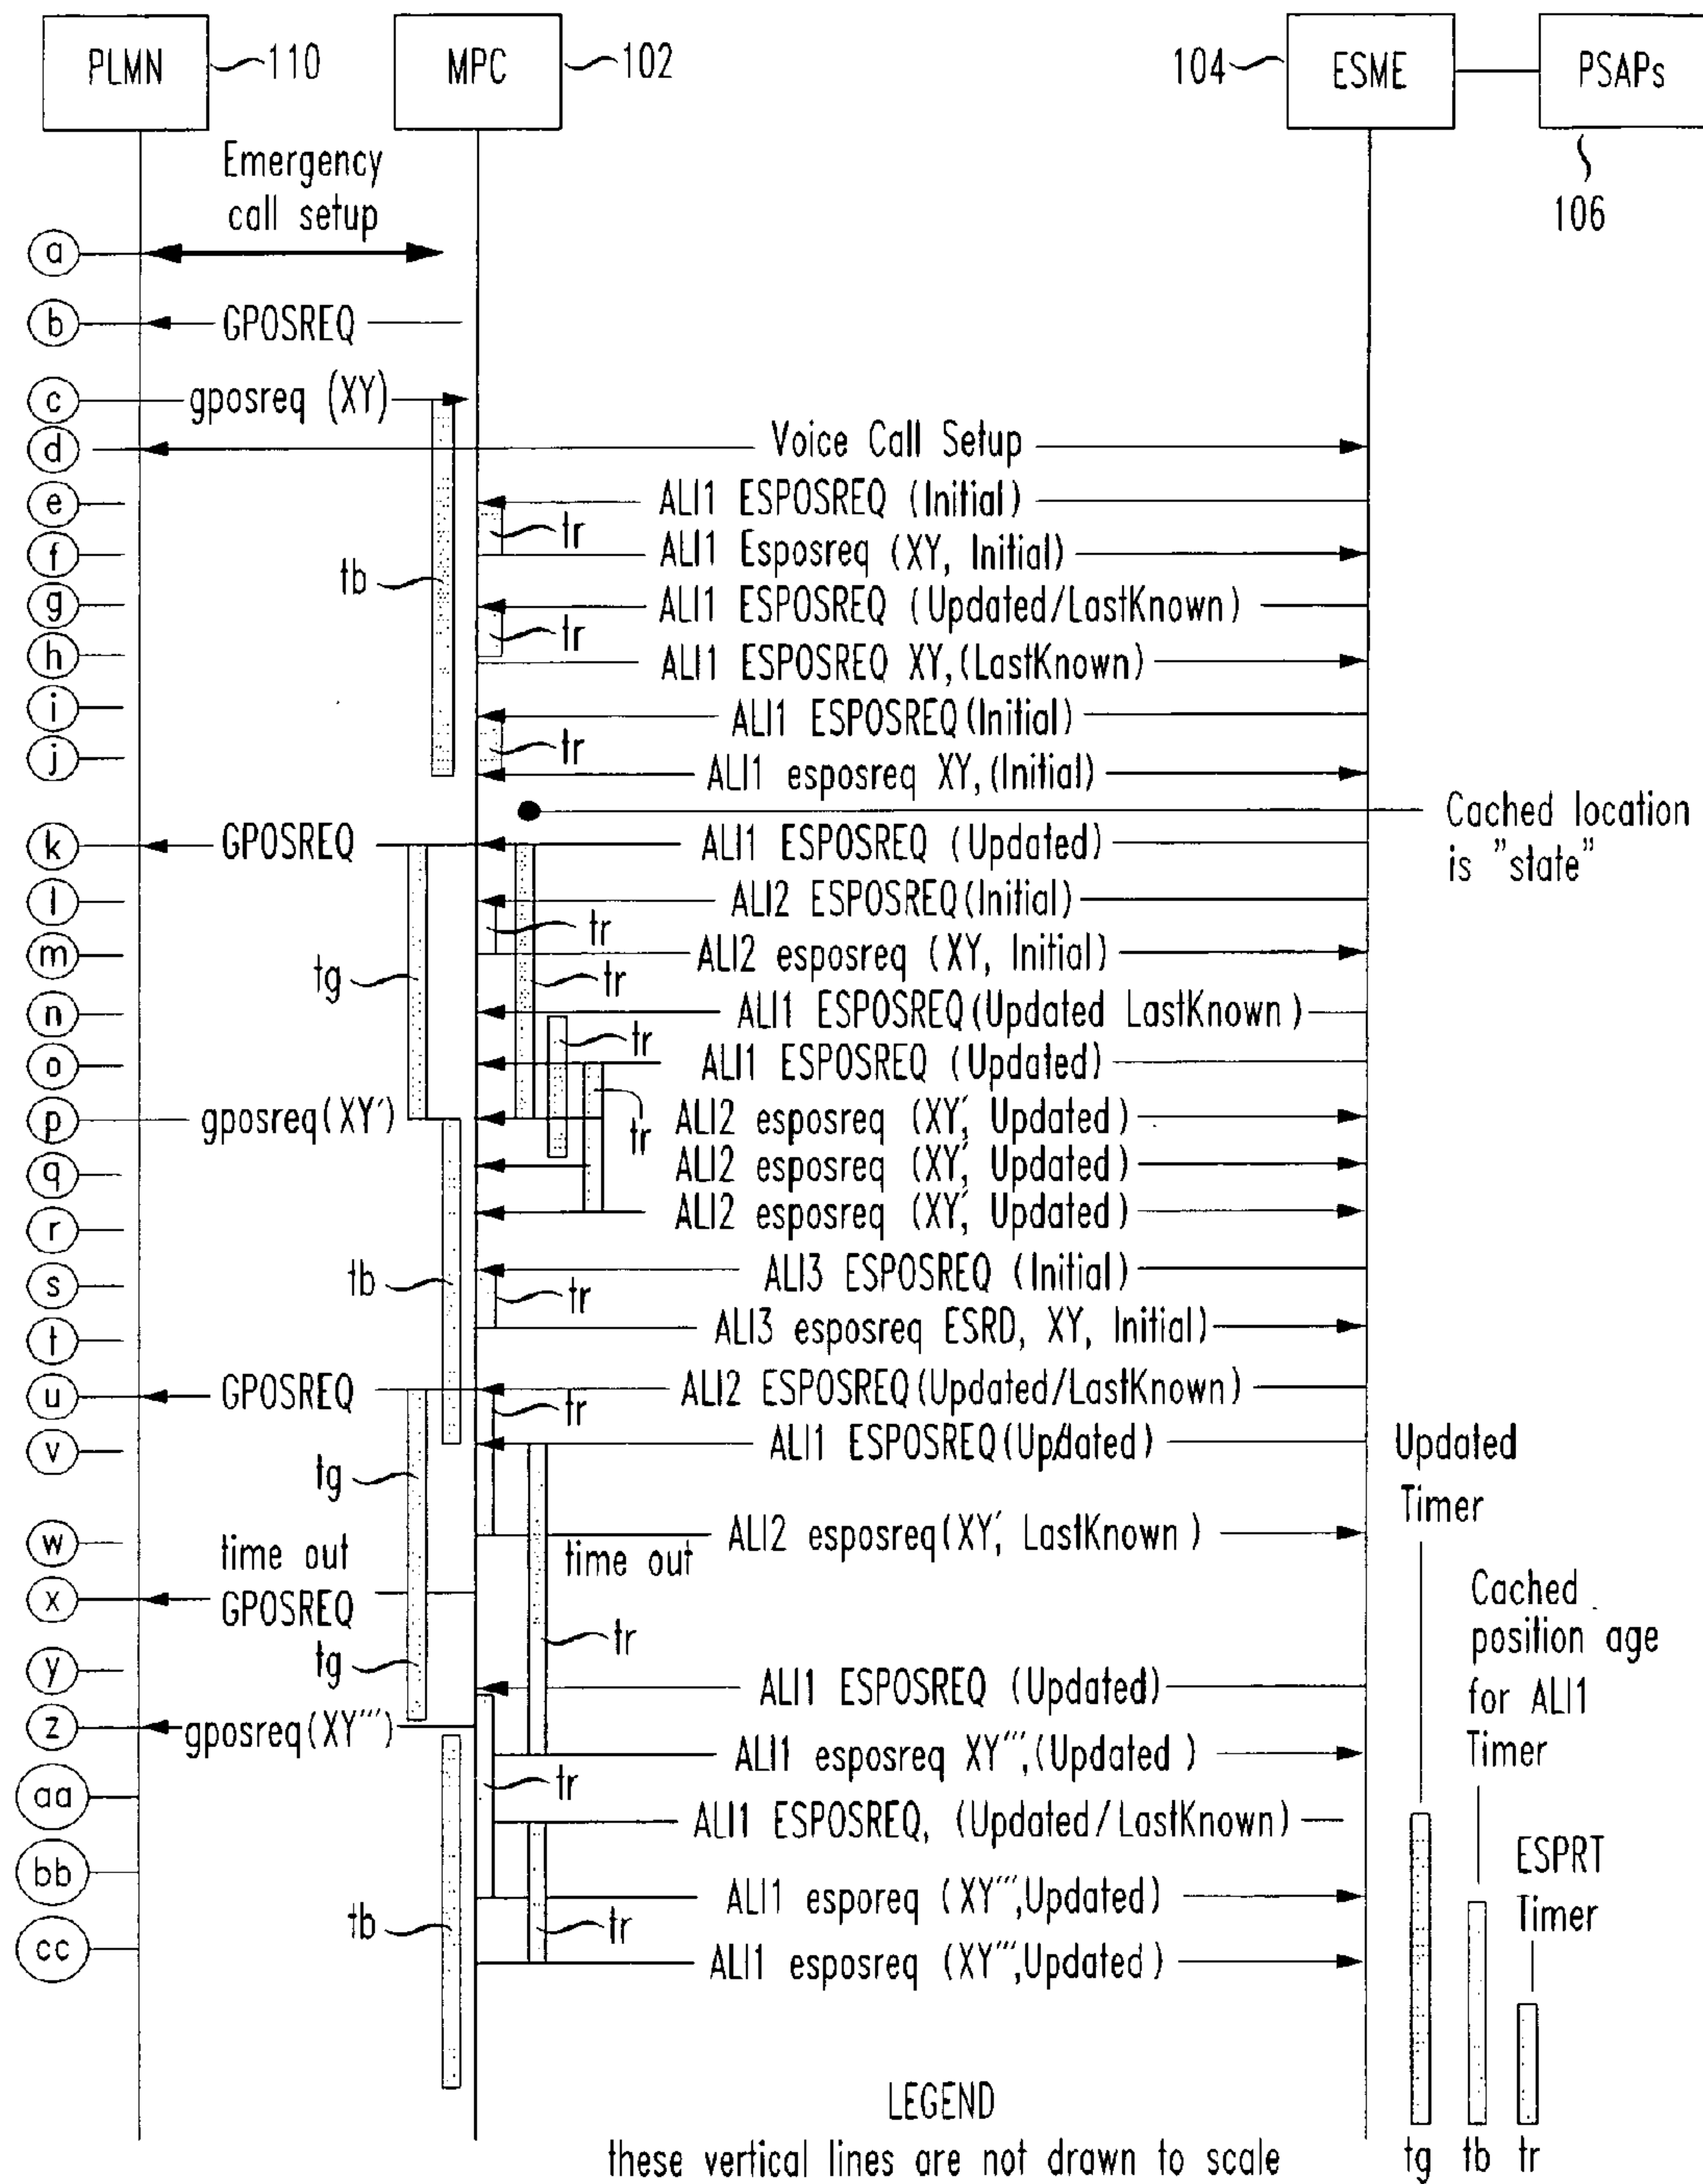 PLMN
110
MPC
102
104
ESME
PSAPs
106
Emergency
call setup
a
b
GPOSREQ
c
gposreq (XY)
d
Voice Call Setup
e
ALI1 ESPOSREQ (Initial)
tr
f
ALI1 Esposreq (XY, Initial)
tb
g
ALI1 ESPOSREQ (Updated/LastKnown)
tr
h
ALI1 ESPOSREQ XY,(LastKnown)
i
ALI1 ESPOSREQ(Initial)
tr
j
ALI1 esposreq XY,(Initial)
Cached location
is "state"
k
GPOSREQ
ALI1 ESPOSREQ (Updated)
l
ALI2 ESPOSREQ(Initial)
tr
m
ALI2 esposreq (XY, Initial)
tg
tr
n
ALI1 ESPOSREQ(Updated LastKnown)
tr
o
ALI1 ESPOSREQ (Updated)
p
gposreq(XY')
tr
ALI2 esposreq (XY', Updated)
q
ALI2 esposreq (XY', Updated)
r
ALI2 esposreq (XY', Updated)
s
tb
ALI3 ESPOSREQ (Initial)
tr
t
ALI3 esposreq ESRD, XY, Initial)
u
GPOSREQ
ALI2 ESPOSREQ(Updated/LastKnown)
tr
v
ALI1 ESPOSREQ(Updated)
tg
Updated
Timer
w
time out
time out
ALI2 esposreq(XY', LastKnown)
x
GPOSREQ
tr
Cached
position age
for ALI1
Timer
y
tg
ALI1 ESPOSREQ (Updated)
z
gposreq(XY''')
ALI1 esposreq XY''',(Updated)
tr
aa
ALI1 ESPOSREQ, (Updated/LastKnown)
bb
ALI1 esporeq (XY''',Updated)
ESPRT
Timer
cc
tb
tr
ALI1 esposreq (XY''',Updated)
LEGEND
these vertical lines are not drawn to scale
tg tb tr